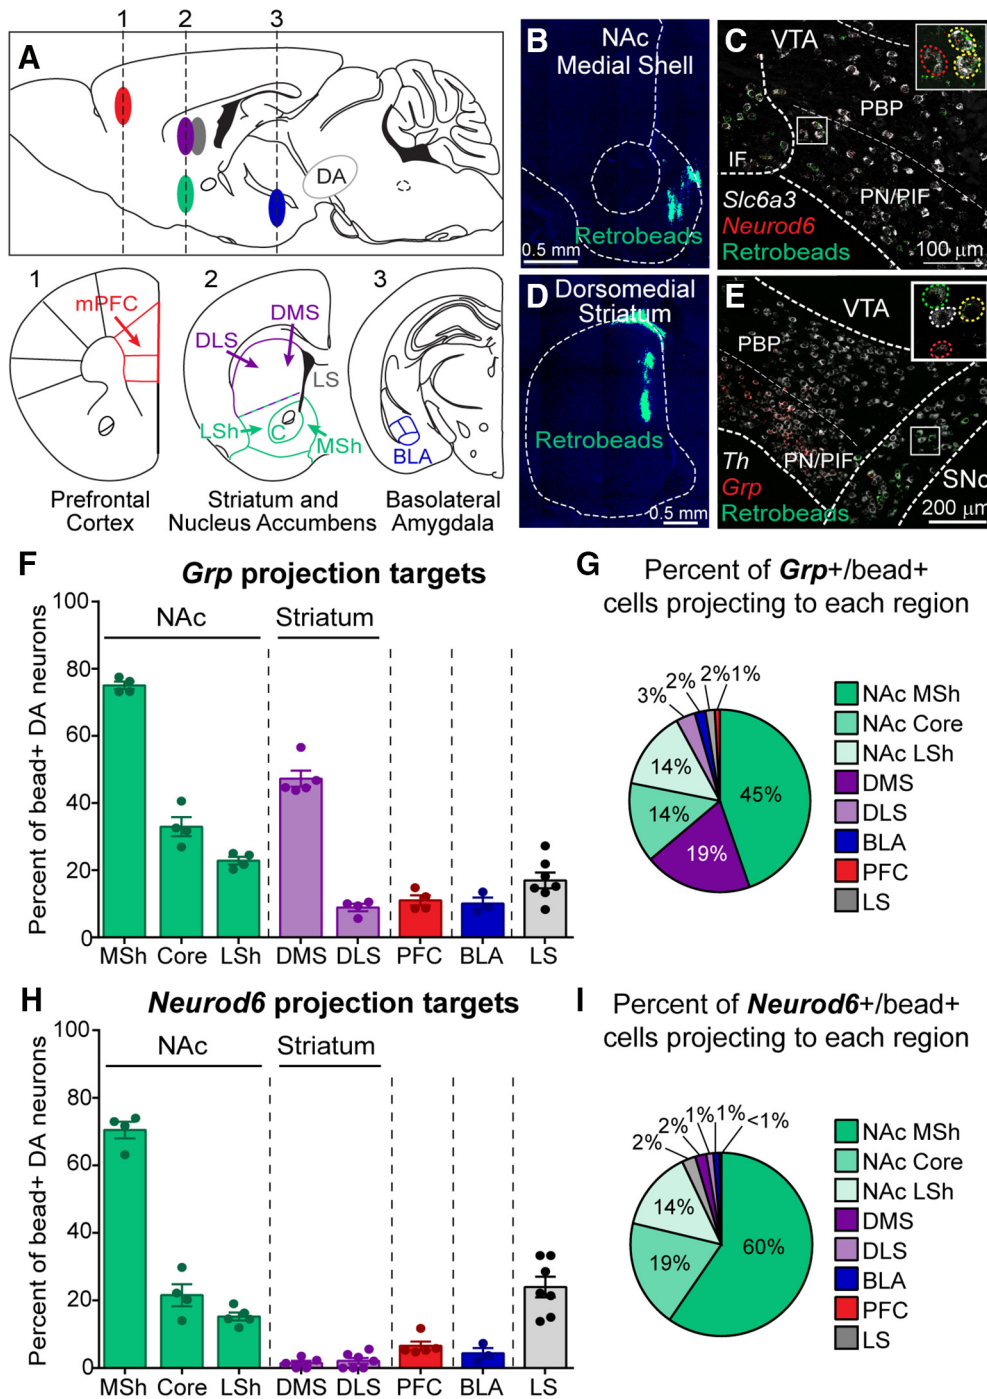 1 2 3
A
DA
1 2 3
mPFC
DMS
DLS
LS
LSh
C
MSh
BLA
Prefrontal
Cortex
Striatum and
Nucleus Accumbens
Basolateral
Amygdala
B NAc
Medial Shell
Retrobeads
0.5 mm
C VTA
PBP
IF
PN/PIF
Slc6a3
Neurod6
Retrobeads
100 µm
D Dorsomedial
Striatum
Retrobeads
0.5 mm
E VTA
PBP
PN/PIF
SNc
Th
Grp
Retrobeads
200 µm
F Grp projection targets
NAc Striatum
Percent of bead+ DA neurons
100
80
60
40
20
0
MSh Core LSh DMS DLS PFC BLA LS
G Percent of Grp+/bead+
cells projecting to each region
3% 2% 2% 1%
14%
14%
19%
45%
NAc MSh
NAc Core
NAc LSh
DMS
DLS
BLA
PFC
LS
H Neurod6 projection targets
NAc Striatum
Percent of bead+ DA neurons
100
80
60
40
20
0
MSh Core LSh DMS DLS PFC BLA LS
I Percent of Neurod6+/bead+
cells projecting to each region
2% 2% 1% 1% <1%
14%
19%
60%
NAc MSh
NAc Core
NAc LSh
DMS
DLS
BLA
PFC
LS